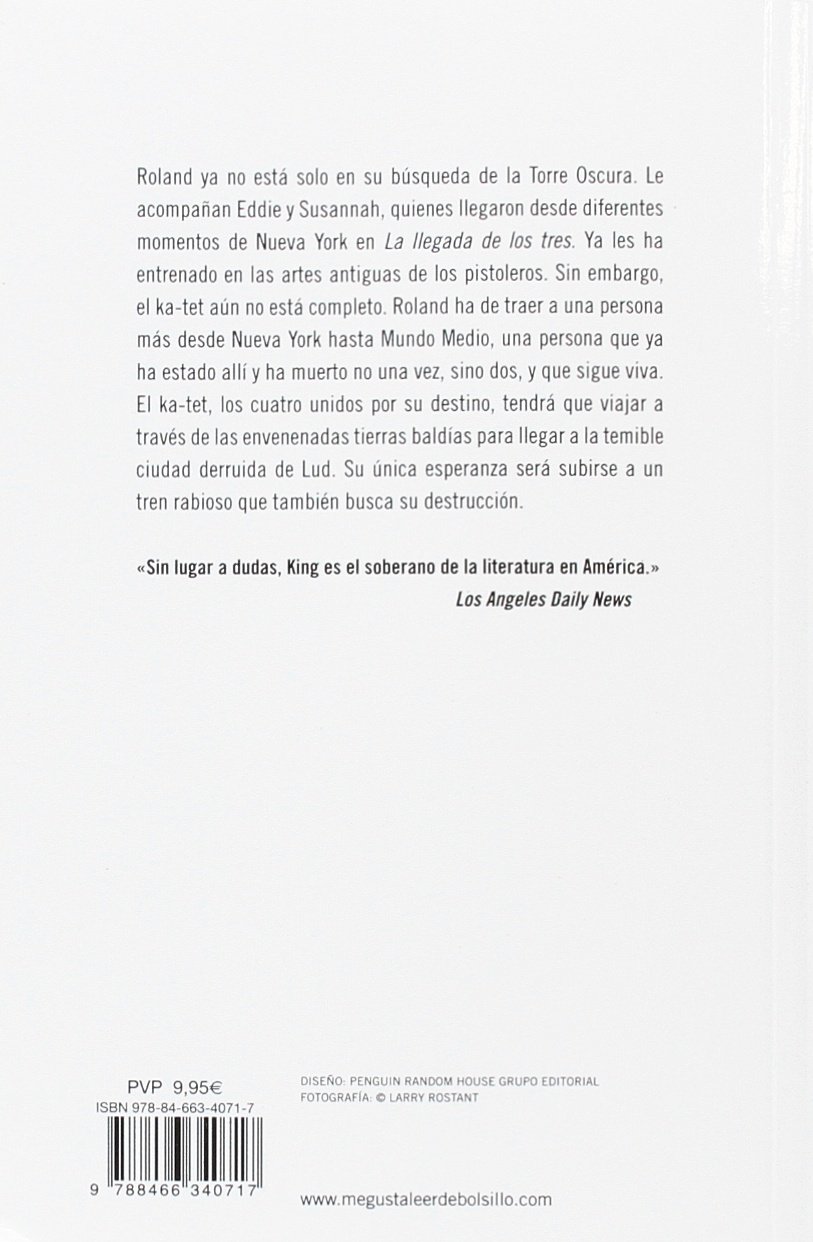 Roland ya no está solo en su búsqueda de la Torre Oscura. Le
acompañan Eddie y Susannah, quienes llegaron desde diferentes
momentos de Nueva York en La llegada de los tres. Ya les ha
entrenado en las artes antiguas de los pistoleros. Sin embargo,
el ka-tet aún no está completo. Roland ha de traer a una persona
más desde Nueva York hasta Mundo Medio, una persona que ya
ha estado allí y ha muerto no una vez, sino dos, y que sigue viva.
El ka-tet, los cuatro unidos por su destino, tendrá que viajar a
través de las envenenadas tierras baldías para llegar a la temible
ciudad derruida de Lud. Su única esperanza será subirse a un
tren rabioso que también busca su destrucción.
«Sin lugar a dudas, King es el soberano de la literatura en América.»
Los Angeles Daily News
PVP 9,95€
ISBN 978-84-663-4071-7
9 788466 340717
DISEÑO: PENGUIN RANDOM HOUSE GRUPO EDITORIAL
FOTOGRAFÍA: © LARRY ROSTANT
www.megustaleerdebolsillo.com